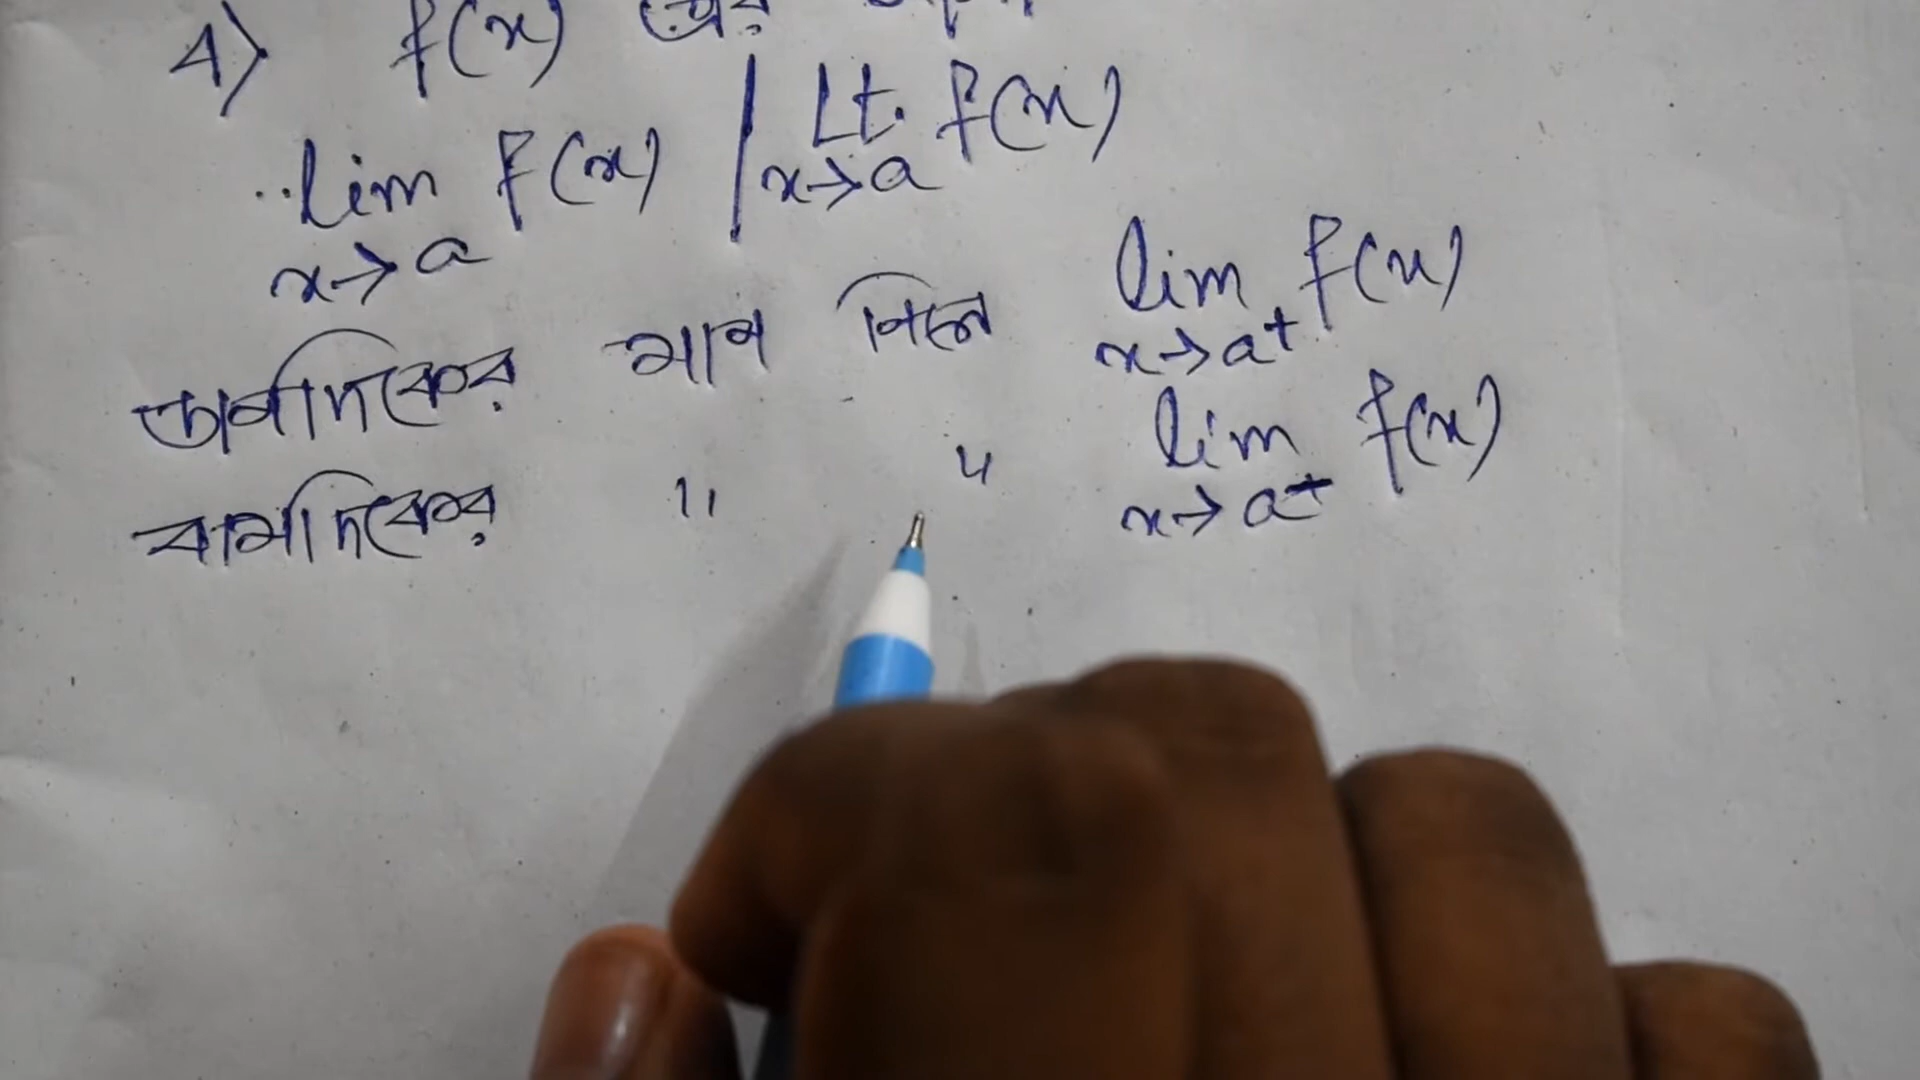 4) f(x) এর
lim f(x) | Lt. f(x)
x→a x→a
ডানদিকের মান নিলে lim f(x)
x→a+
বামদিকের " " lim f(x)
x→a-